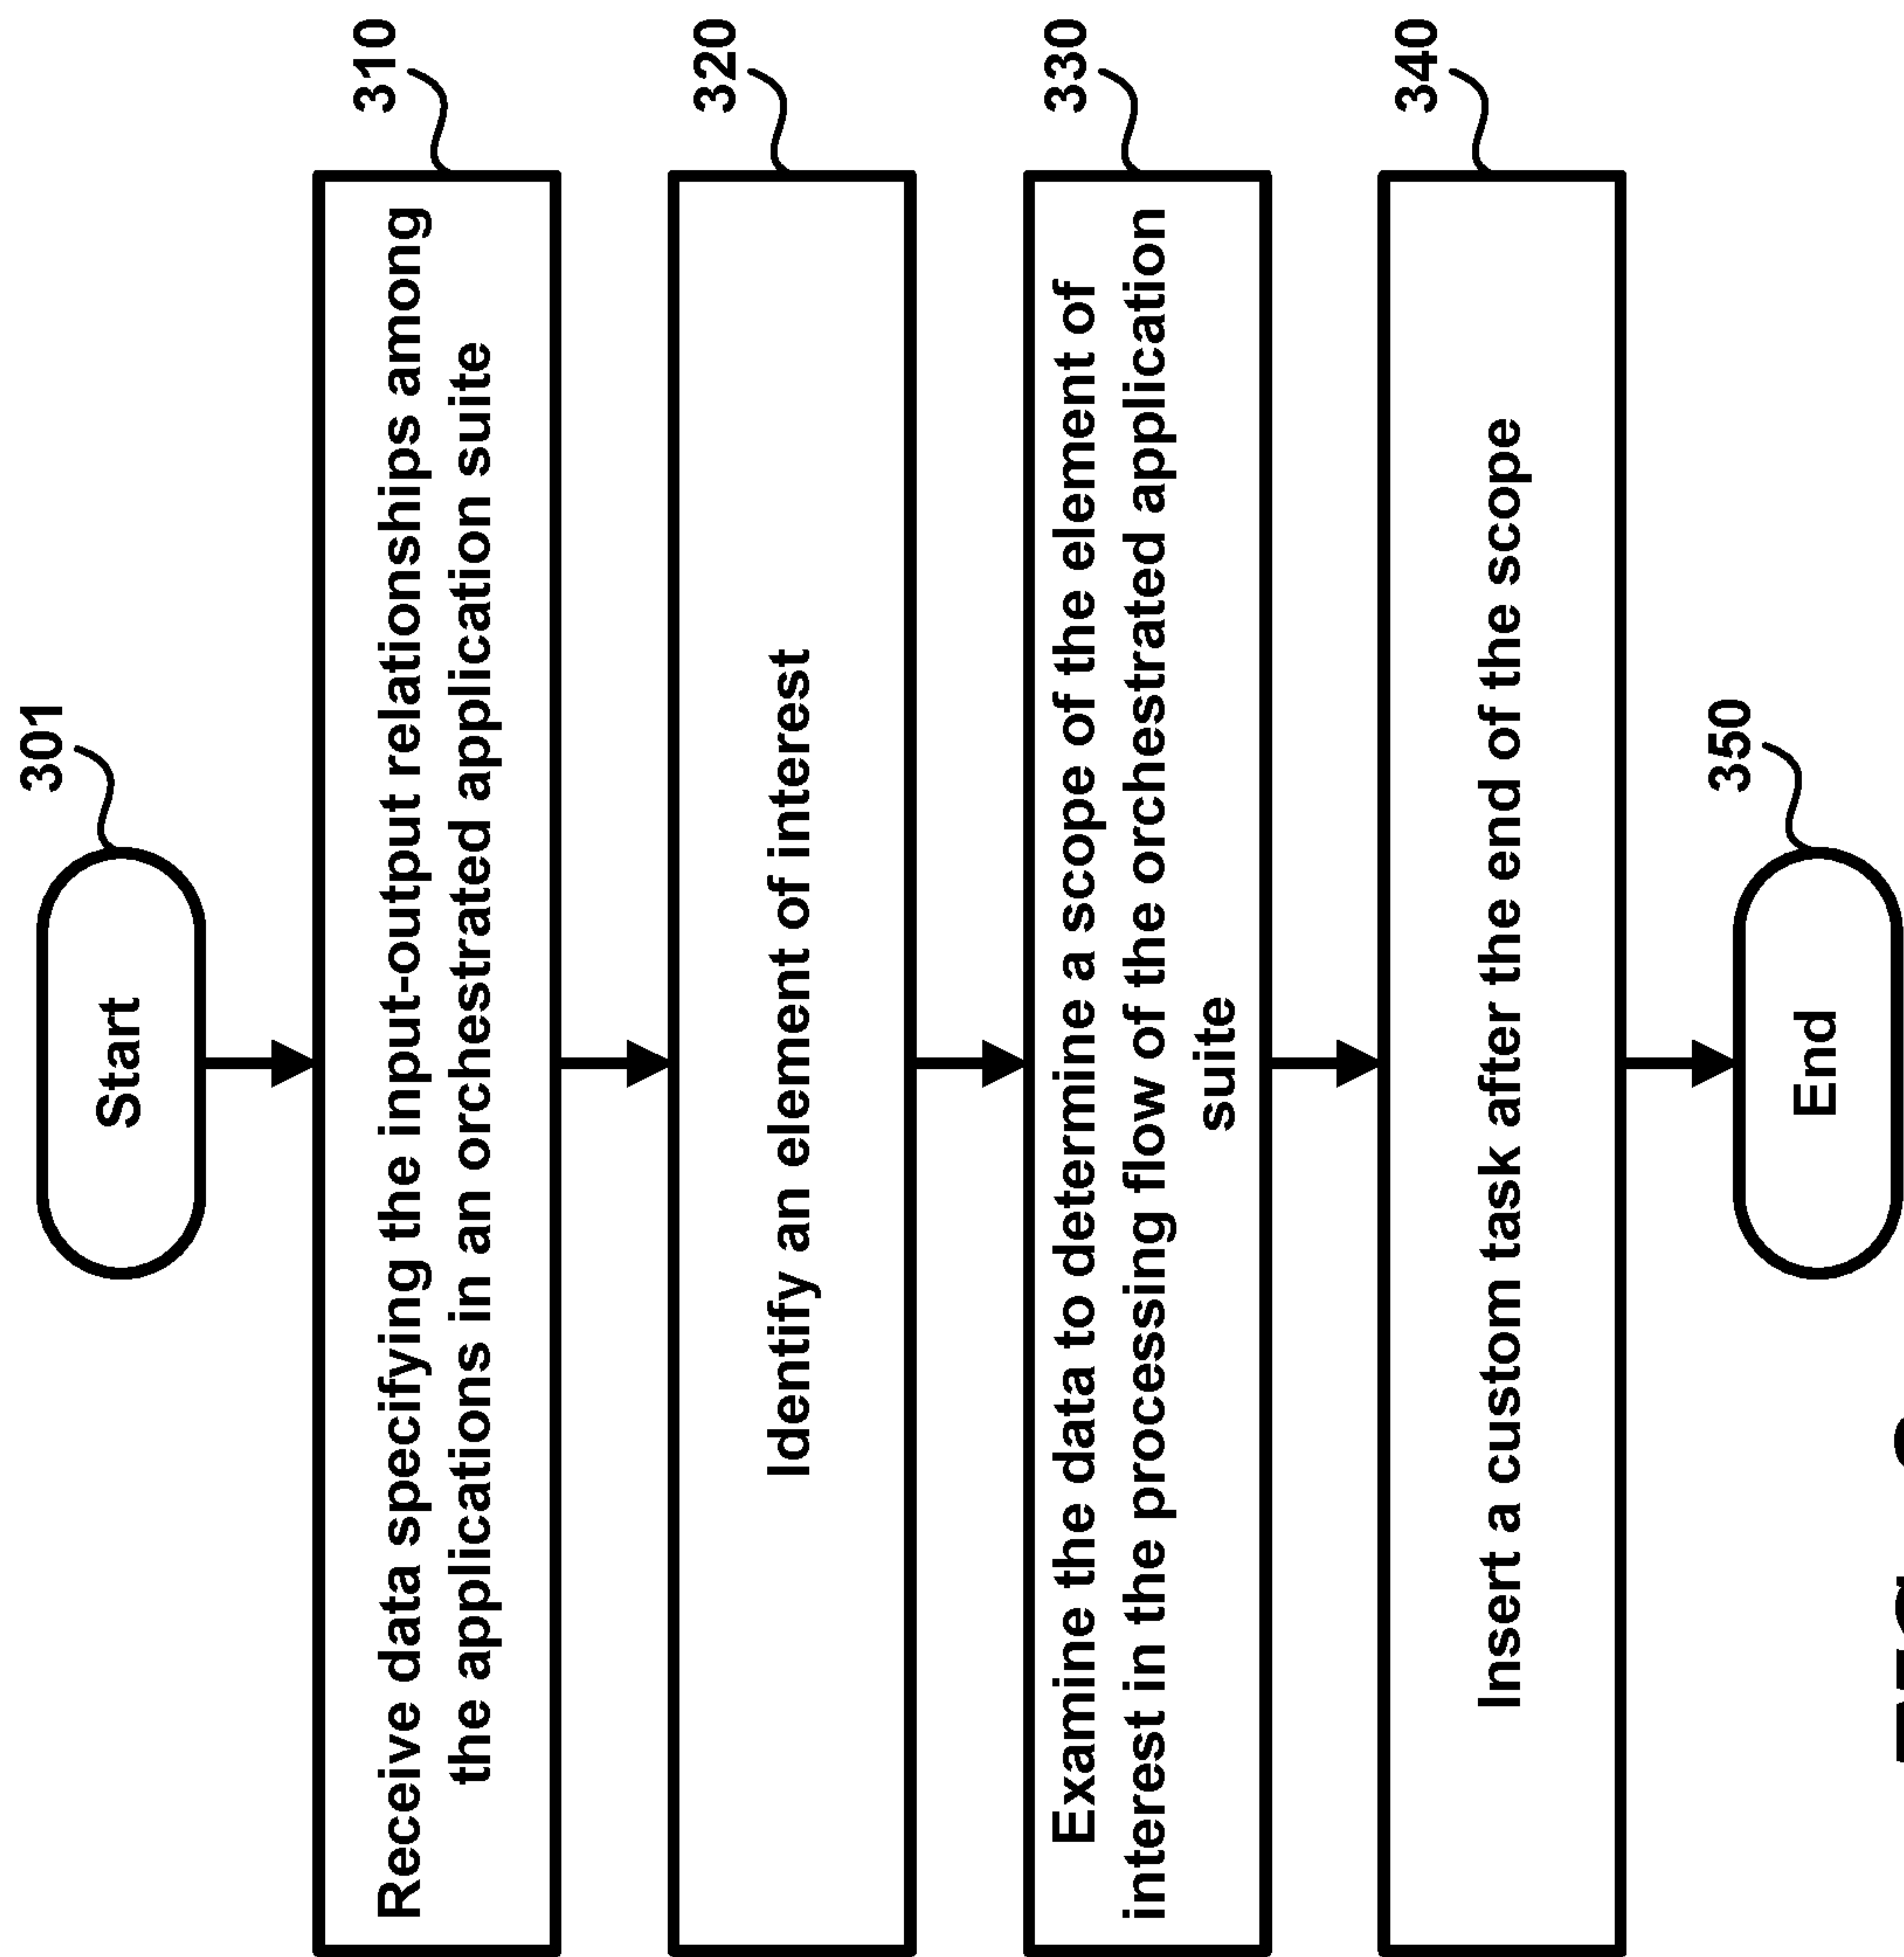 301
Start
310
Receive data specifying the input-output relationships among
the applications in an orchestrated application suite
320
Identify an element of interest
330
Examine the data to determine a scope of the element of
interest in the processing flow of the orchestrated application
suite
340
Insert a custom task after the end of the scope
350
End